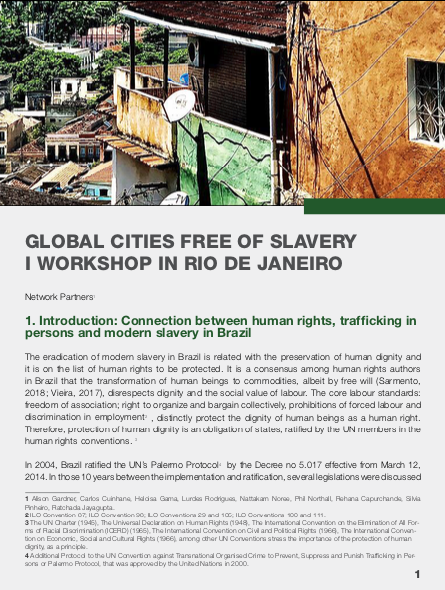 GLOBAL CITIES FREE OF SLAVERY
I WORKSHOP IN RIO DE JANEIRO
Network Partners¹
1. Introduction: Connection between human rights, trafficking in
persons and modern slavery in Brazil
The eradication of modern slavery in Brazil is related with the preservation of human dignity and
it is on the list of human rights to be protected. It is a consensus among human rights authors
in Brazil that the transformation of human beings to commodities, albeit by free will (Sarmento,
2018; Vieira, 2017), disrespects dignity and the social value of labour. The core labour standards:
freedom of association; right to organize and bargain collectively, prohibitions of forced labour and
discrimination in employment² , distinctly protect the dignity of human beings as a human right.
Therefore, protection of human dignity is an obligation of states, ratified by the UN members in the
human rights conventions. ³
In 2004, Brazil ratified the UN's Palermo Protocol⁴ by the Decree no 5.017 effective from March 12,
2014. In those 10 years between the implementation and ratification, several legislations were discussed
1 Alison Gardner, Carlos Cuinhane, Heloisa Gama, Lurdes Rodrigues, Nattakarn Noree, Phil Northall, Rehana Capurchande, Silvia
Pinheiro, Ratchada Jayagupta.
2 ILO Convention 87; ILO Convention 98; ILO Conventions 29 and 105; ILO Conventions 100 and 111.
3 The UN Charter (1945), The Universal Declaration on Human Rights (1948), The International Convention on the Elimination of All For-
ms of Racial Discrimination (ICERD) (1965), The International Convention on Civil and Political Rights (1966), The International Conven-
tion on Economic, Social and Cultural Rights (1966), among other UN Conventions stress the importance of the protection of human
dignity, as a principle.
4 Additional Protocol to the UN Convention against Transnational Organised Crime to Prevent, Suppress and Punish Trafficking in Per-
sons or Palermo Protocol, that was approved by the United Nations in 2000.
1